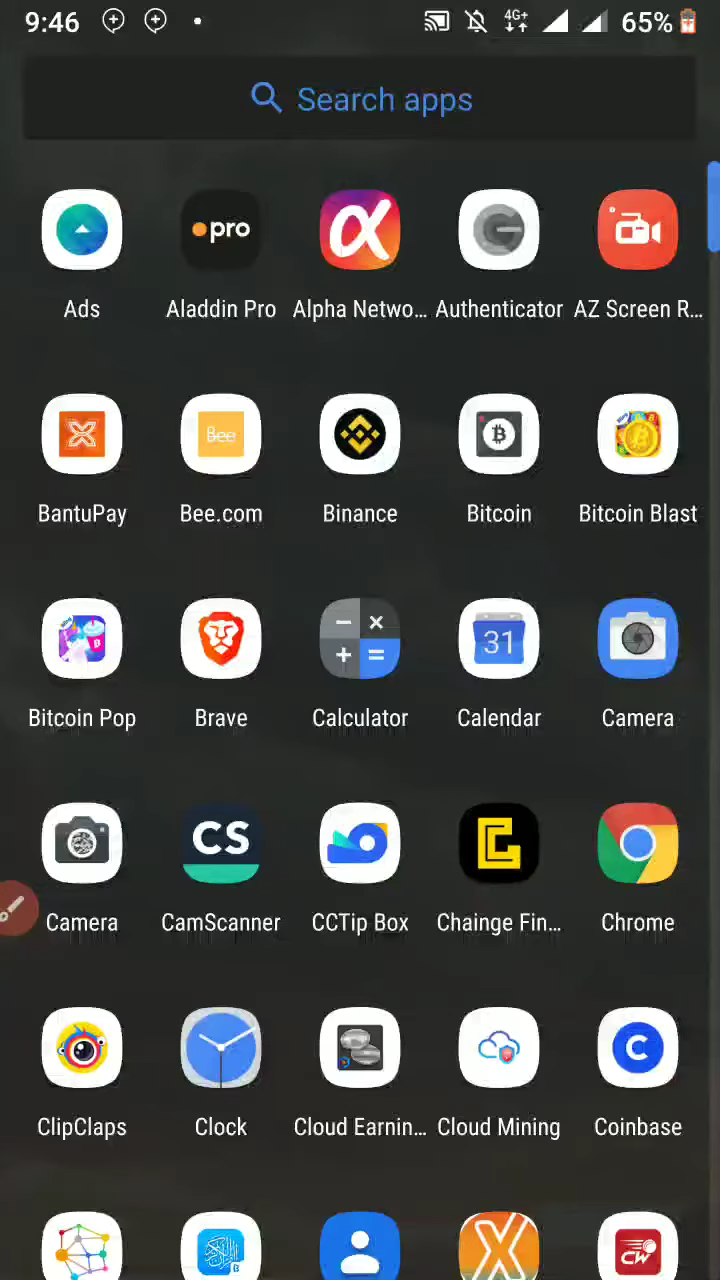 9:46 4G+ 65%
Search apps
pro
Ads Aladdin Pro Alpha Netwo... Authenticator AZ Screen R...
Bee
BantuPay Bee.com Binance Bitcoin Bitcoin Blast
31
Bitcoin Pop Brave Calculator Calendar Camera
CS
Camera CamScanner CCTip Box Chainge Fin... Chrome
ClipClaps Clock Cloud Earnin... Cloud Mining Coinbase
CW